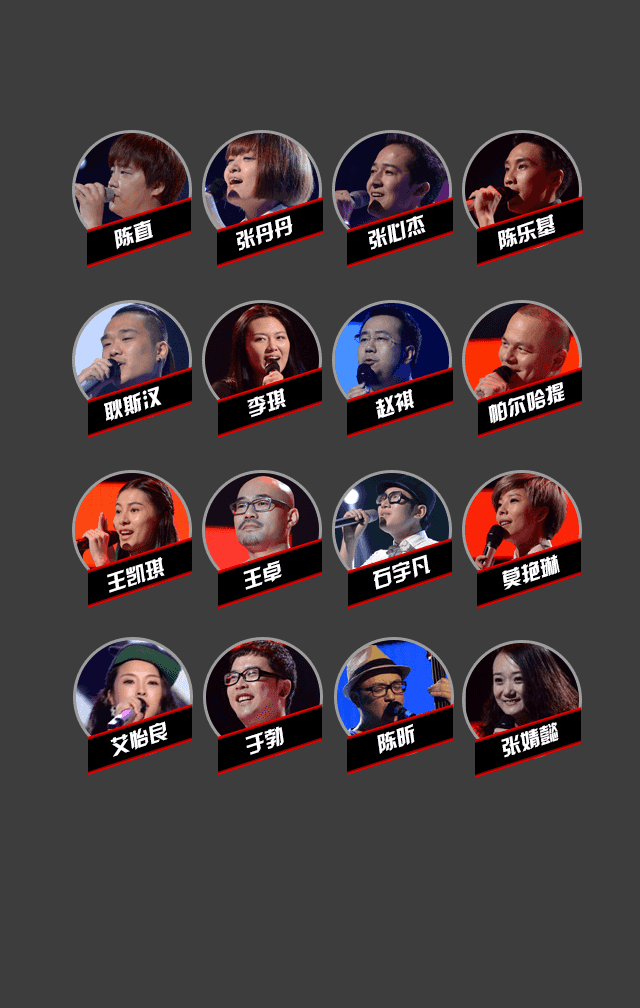 陈直
张丹丹
张心杰
陈乐基
耿斯汉
李琪
赵祺
帕尔哈提
王凯琪
王卓
石宇凡
莫艳琳
艾怡良
于勃
陈昕
张婧懿